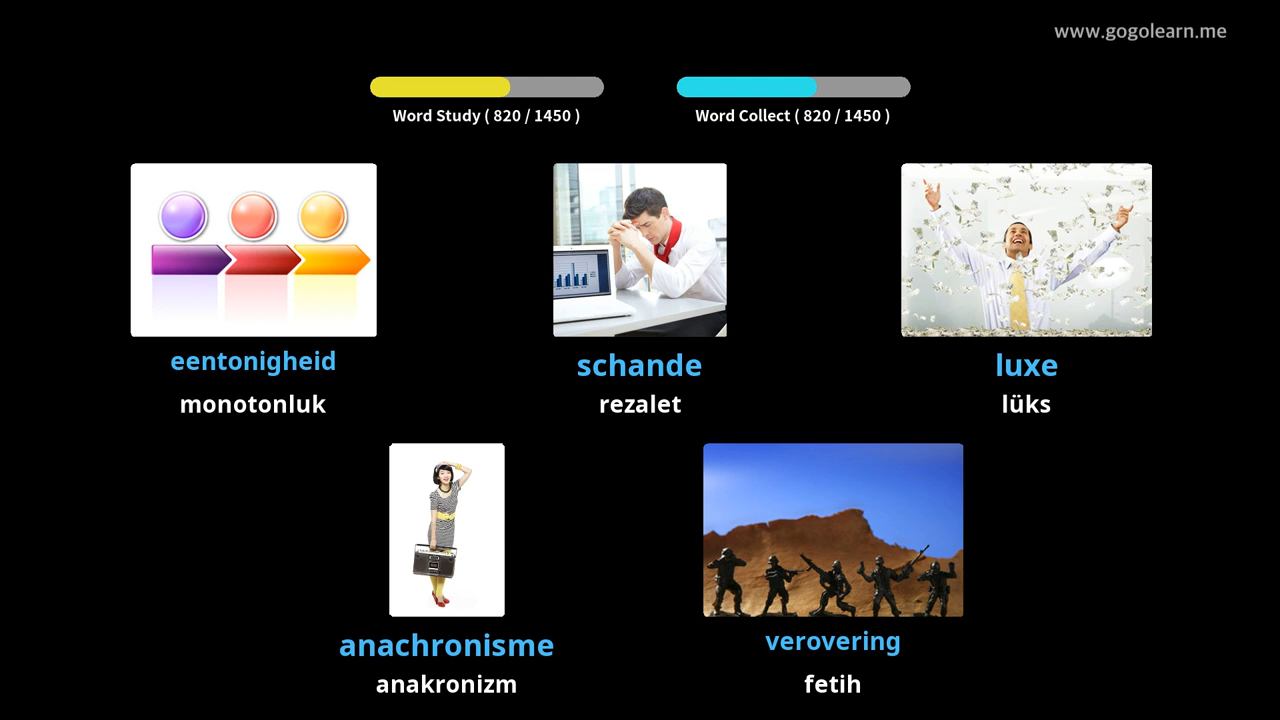 www.gogolearn.me
Word Study ( 820 / 1450 )
Word Collect ( 820 / 1450 )
eentonigheid
monotonluk
schande
rezalet
luxe
lüks
anachronisme
anakronizm
verovering
fetih